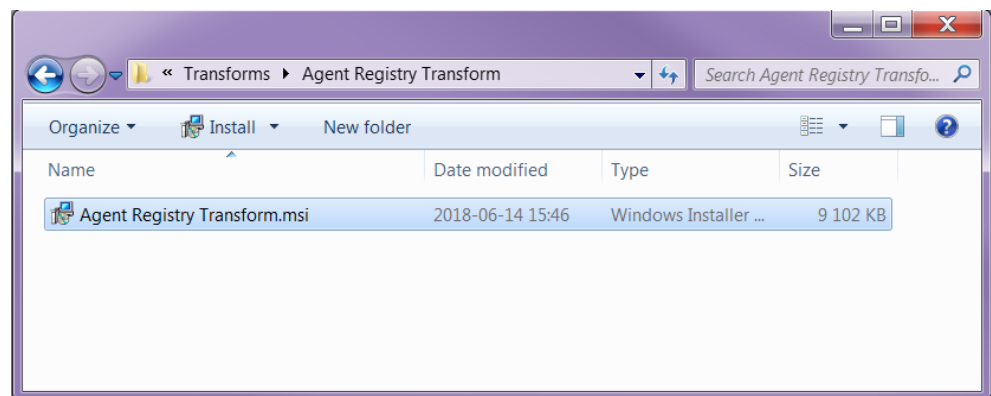 « Transforms Agent Registry Transform Search Agent Registry Transfo...
Organize Install New folder
Name Date modified Type Size
Agent Registry Transform.msi 2018-06-14 15:46 Windows Installer ... 9 102 KB